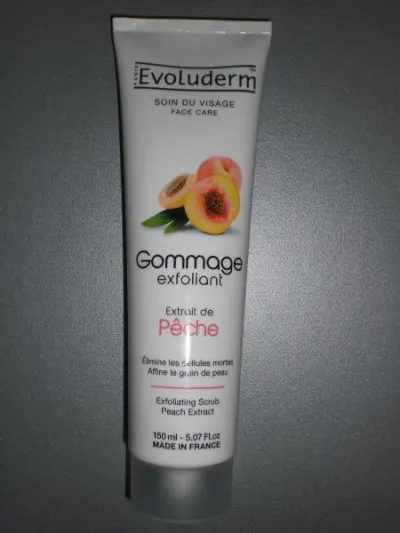 PARIS
Evoluderm
SOIN DU VISAGE
FACE CARE
Gommage
exfoliant
Extrait de
Pêche
Élimine les cellules mortes
Affine le grain de peau
Exfoliating Scrub
Peach Extract
150 ml - 5.07 Fl.oz
MADE IN FRANCE